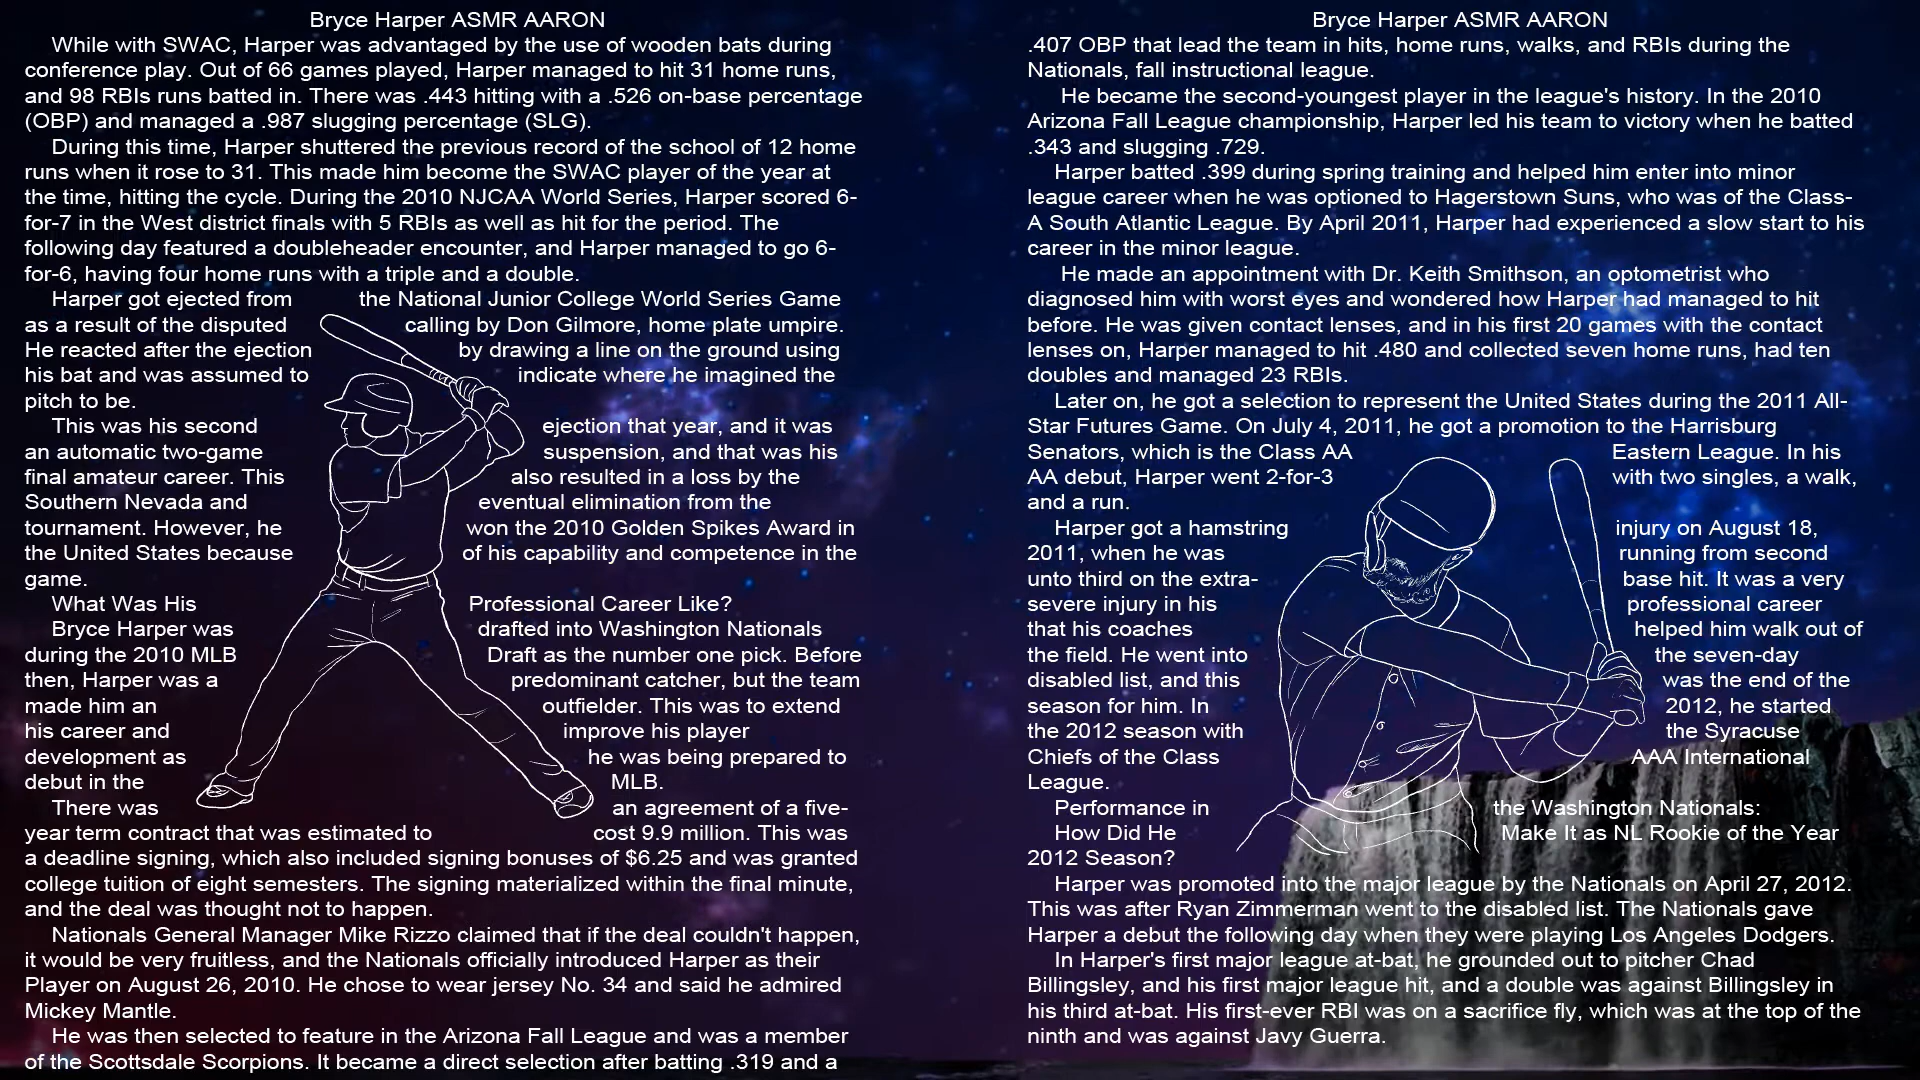 Bryce Harper ASMR AARON
While with SWAC, Harper was advantaged by the use of wooden bats during
conference play. Out of 66 games played, Harper managed to hit 31 home runs,
and 98 RBIs runs batted in. There was .443 hitting with a .526 on-base percentage
(OBP) and managed a .987 slugging percentage (SLG).
During this time, Harper shuttered the previous record of the school of 12 home
runs when it rose to 31. This made him become the SWAC player of the year at
the time, hitting the cycle. During the 2010 NJCAA World Series, Harper scored 6-
for-7 in the West district finals with 5 RBIs as well as hit for the period. The
following day featured a doubleheader encounter, and Harper managed to go 6-
for-6, having four home runs with a triple and a double.
Harper got ejected from the National Junior College World Series Game
as a result of the disputed calling by Don Gilmore, home plate umpire.
He reacted after the ejection by drawing a line on the ground using
his bat and was assumed to indicate where he imagined the
pitch to be.
This was his second ejection that year, and it was
an automatic two-game suspension, and that was his
final amateur career. This also resulted in a loss by the
Southern Nevada and eventual elimination from the
tournament. However, he won the 2010 Golden Spikes Award in
the United States because of his capability and competence in the
game.
What Was His Professional Career Like?
Bryce Harper was drafted into Washington Nationals
during the 2010 MLB Draft as the number one pick. Before
then, Harper was a predominant catcher, but the team
made him an outfielder. This was to extend
his career and improve his player
development as he was being prepared to
debut in the MLB.
There was an agreement of a five-
year term contract that was estimated to cost 9.9 million. This was
a deadline signing, which also included signing bonuses of $6.25 and was granted
college tuition of eight semesters. The signing materialized within the final minute,
and the deal was thought not to happen.
Nationals General Manager Mike Rizzo claimed that if the deal couldn't happen,
it would be very fruitless, and the Nationals officially introduced Harper as their
Player on August 26, 2010. He chose to wear jersey No. 34 and said he admired
Mickey Mantle.
He was then selected to feature in the Arizona Fall League and was a member
of the Scottsdale Scorpions. It became a direct selection after batting .319 and a
Bryce Harper ASMR AARON
.407 OBP that lead the team in hits, home runs, walks, and RBIs during the
Nationals, fall instructional league.
He became the second-youngest player in the league's history. In the 2010
Arizona Fall League championship, Harper led his team to victory when he batted
.343 and slugging .729.
Harper batted .399 during spring training and helped him enter into minor
league career when he was optioned to Hagerstown Suns, who was of the Class-
A South Atlantic League. By April 2011, Harper had experienced a slow start to his
career in the minor league.
He made an appointment with Dr. Keith Smithson, an optometrist who
diagnosed him with worst eyes and wondered how Harper had managed to hit
before. He was given contact lenses, and in his first 20 games with the contact
lenses on, Harper managed to hit .480 and collected seven home runs, had ten
doubles and managed 23 RBIs.
Later on, he got a selection to represent the United States during the 2011 All-
Star Futures Game. On July 4, 2011, he got a promotion to the Harrisburg
Senators, which is the Class AA Eastern League. In his
AA debut, Harper went 2-for-3 with two singles, a walk,
and a run.
Harper got a hamstring injury on August 18,
2011, when he was running from second
unto third on the extra- base hit. It was a very
severe injury in his professional career
that his coaches helped him walk out of
the field. He went into the seven-day
disabled list, and this was the end of the
season for him. In 2012, he started
the 2012 season with the Syracuse
Chiefs of the Class AAA International
League.
Performance in the Washington Nationals:
How Did He Make It as NL Rookie of the Year
2012 Season?
Harper was promoted into the major league by the Nationals on April 27, 2012.
This was after Ryan Zimmerman went to the disabled list. The Nationals gave
Harper a debut the following day when they were playing Los Angeles Dodgers.
In Harper's first major league at-bat, he grounded out to pitcher Chad
Billingsley, and his first major league hit, and a double was against Billingsley in
his third at-bat. His first-ever RBI was on a sacrifice fly, which was at the top of the
ninth and was against Javy Guerra.